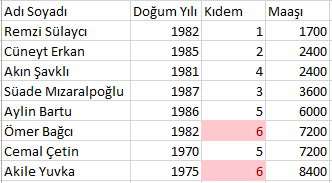 Adı Soyadı Doğum Yılı Kıdem Maaşı
Remzi Sülaycı 1982 1 1700
Cüneyt Erkan 1985 2 2400
Akın Şavklı 1981 4 2400
Süade Mızaralpoğlu 1987 3 3600
Aylin Bartu 1986 5 6000
Ömer Bağcı 1982 6 7200
Cemal Çetin 1970 5 7200
Akile Yuvka 1975 6 8400